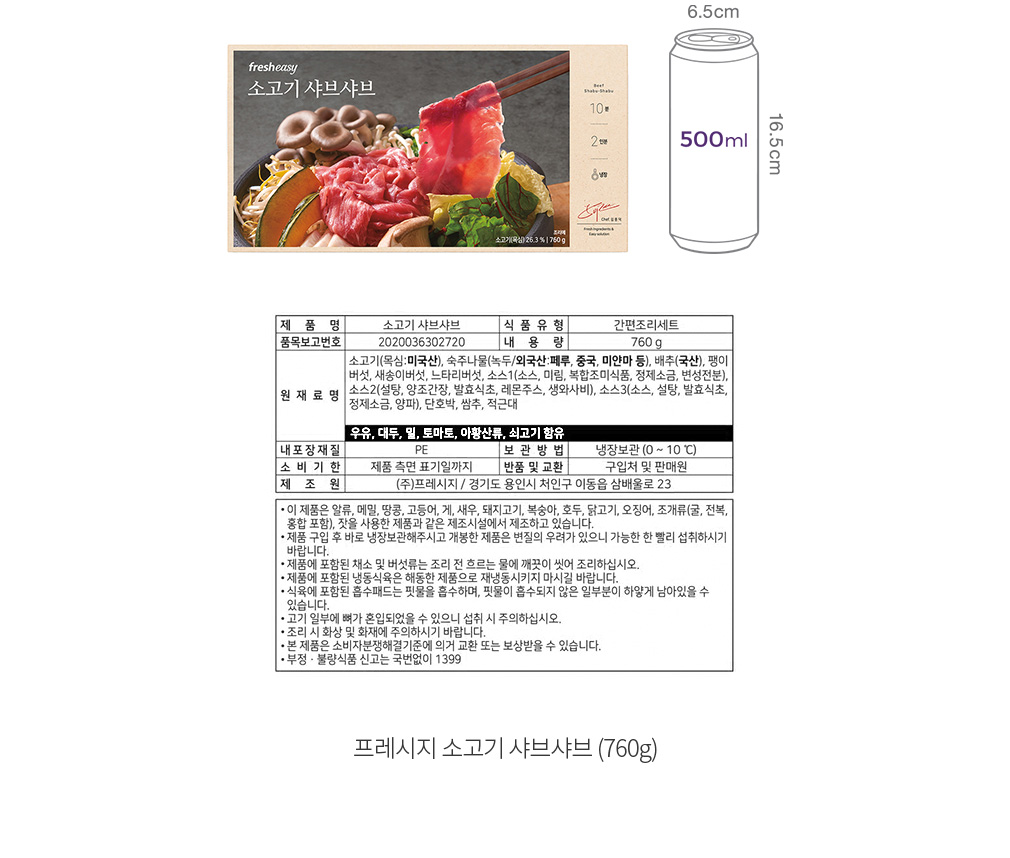 6.5cm
fresheasy
소고기 샤브샤브
Beef
Shabu-Shabu
10분
2인분
냉장
500ml
16.5cm
Chef. 김호윤
Fresh ingredients &
Easy solution
조리예
소고기(목심) 26.3 % | 760 g
제 품 명 소고기 샤브샤브 식 품 유 형 간편조리세트
품목보고번호 2020036302720 내 용 량 760 g
원 재 료 명
소고기(목심:미국산), 숙주나물(녹두/외국산:페루, 중국, 미얀마 등), 배추(국산), 팽이
버섯, 새송이버섯, 느타리버섯, 소스1(소스, 미림, 복합조미식품, 정제소금, 변성전분),
소스2(설탕, 양조간장, 발효식초, 레몬주스, 생와사비), 소스3(소스, 설탕, 발효식초,
정제소금, 양파), 단호박, 쌈추, 적근대
우유, 대두, 밀, 토마토, 아황산류, 쇠고기 함유
내포장재질 PE 보 관 방 법 냉장보관 (0 ~ 10 ℃)
소 비 기 한 제품 측면 표기일까지 반품 및 교환 구입처 및 판매원
제 조 원 (주)프레시지 / 경기도 용인시 처인구 이동읍 삼배울로 23
• 이 제품은 알류, 메밀, 땅콩, 고등어, 게, 새우, 돼지고기, 복숭아, 호두, 닭고기, 오징어, 조개류(굴, 전복,
홍합 포함), 잣을 사용한 제품과 같은 제조시설에서 제조하고 있습니다.
• 제품 구입 후 바로 냉장보관해주시고 개봉한 제품은 변질의 우려가 있으니 가능한 한 빨리 섭취하시기
바랍니다.
• 제품에 포함된 채소 및 버섯류는 조리 전 흐르는 물에 깨끗이 씻어 조리하십시오.
• 제품에 포함된 냉동식육은 해동한 제품으로 재냉동시키지 마시길 바랍니다.
• 식육에 포함된 흡수패드는 핏물을 흡수하며, 핏물이 흡수되지 않은 일부분이 하얗게 남아있을 수
있습니다.
• 고기 일부에 뼈가 혼입되었을 수 있으니 섭취 시 주의하십시오.
• 조리 시 화상 및 화재에 주의하시기 바랍니다.
• 본 제품은 소비자분쟁해결기준에 의거 교환 또는 보상받을 수 있습니다.
• 부정 · 불량식품 신고는 국번없이 1399
프레시지 소고기 샤브샤브 (760g)